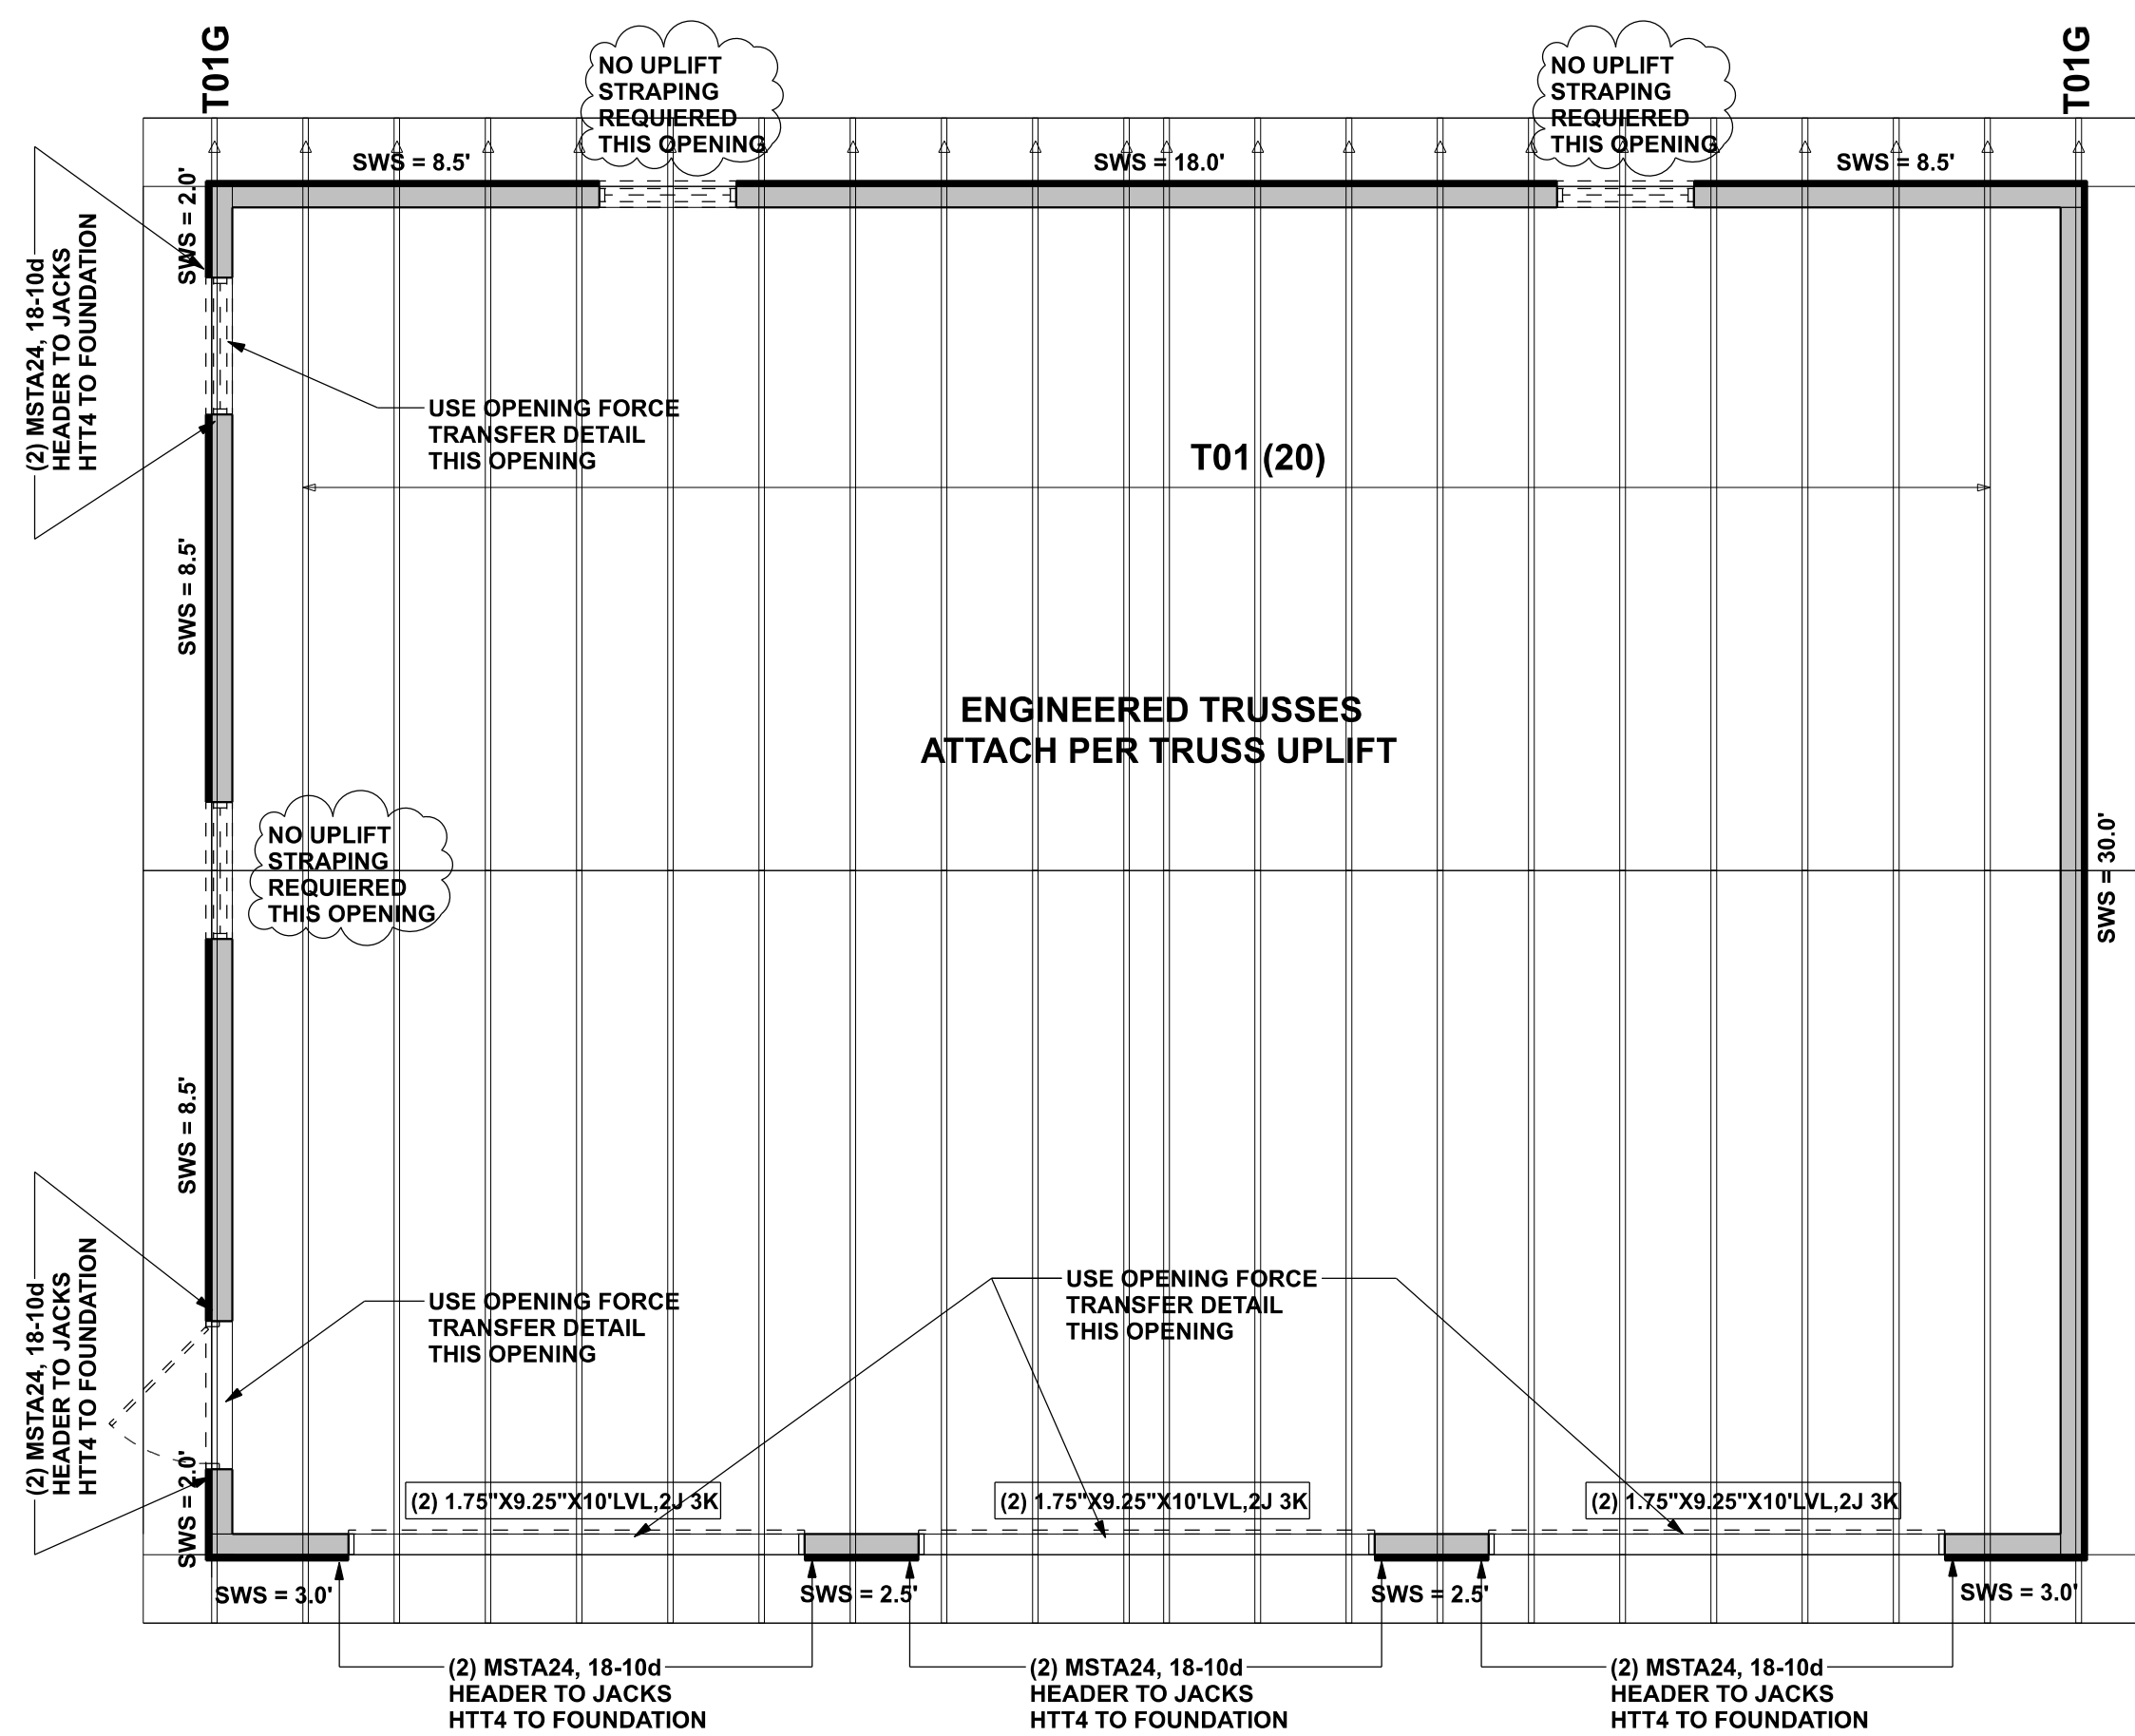 T01G
T01G
NO UPLIFT
STRAPING
REQUIERED
THIS OPENING
NO UPLIFT
STRAPING
REQUIERED
THIS OPENING
SWS = 8.5'
SWS = 18.0'
SWS = 8.5'
SWS = 2.0'
(2) MSTA24, 18-10d
HEADER TO JACKS
HTT4 TO FOUNDATION
USE OPENING FORCE
TRANSFER DETAIL
THIS OPENING
T01 (20)
SWS = 8.5'
ENGINEERED TRUSSES
ATTACH PER TRUSS UPLIFT
NO UPLIFT
STRAPING
REQUIERED
THIS OPENING
SWS = 30.0'
SWS = 8.5'
(2) MSTA24, 18-10d
HEADER TO JACKS
HTT4 TO FOUNDATION
USE OPENING FORCE
TRANSFER DETAIL
THIS OPENING
USE OPENING FORCE
TRANSFER DETAIL
THIS OPENING
SWS = 2.0'
(2) 1.75"X9.25"X10'LVL,2J 3K
(2) 1.75"X9.25"X10'LVL,2J 3K
(2) 1.75"X9.25"X10'LVL,2J 3K
SWS = 3.0'
SWS = 2.5'
SWS = 2.5'
SWS = 3.0'
(2) MSTA24, 18-10d
HEADER TO JACKS
HTT4 TO FOUNDATION
(2) MSTA24, 18-10d
HEADER TO JACKS
HTT4 TO FOUNDATION
(2) MSTA24, 18-10d
HEADER TO JACKS
HTT4 TO FOUNDATION